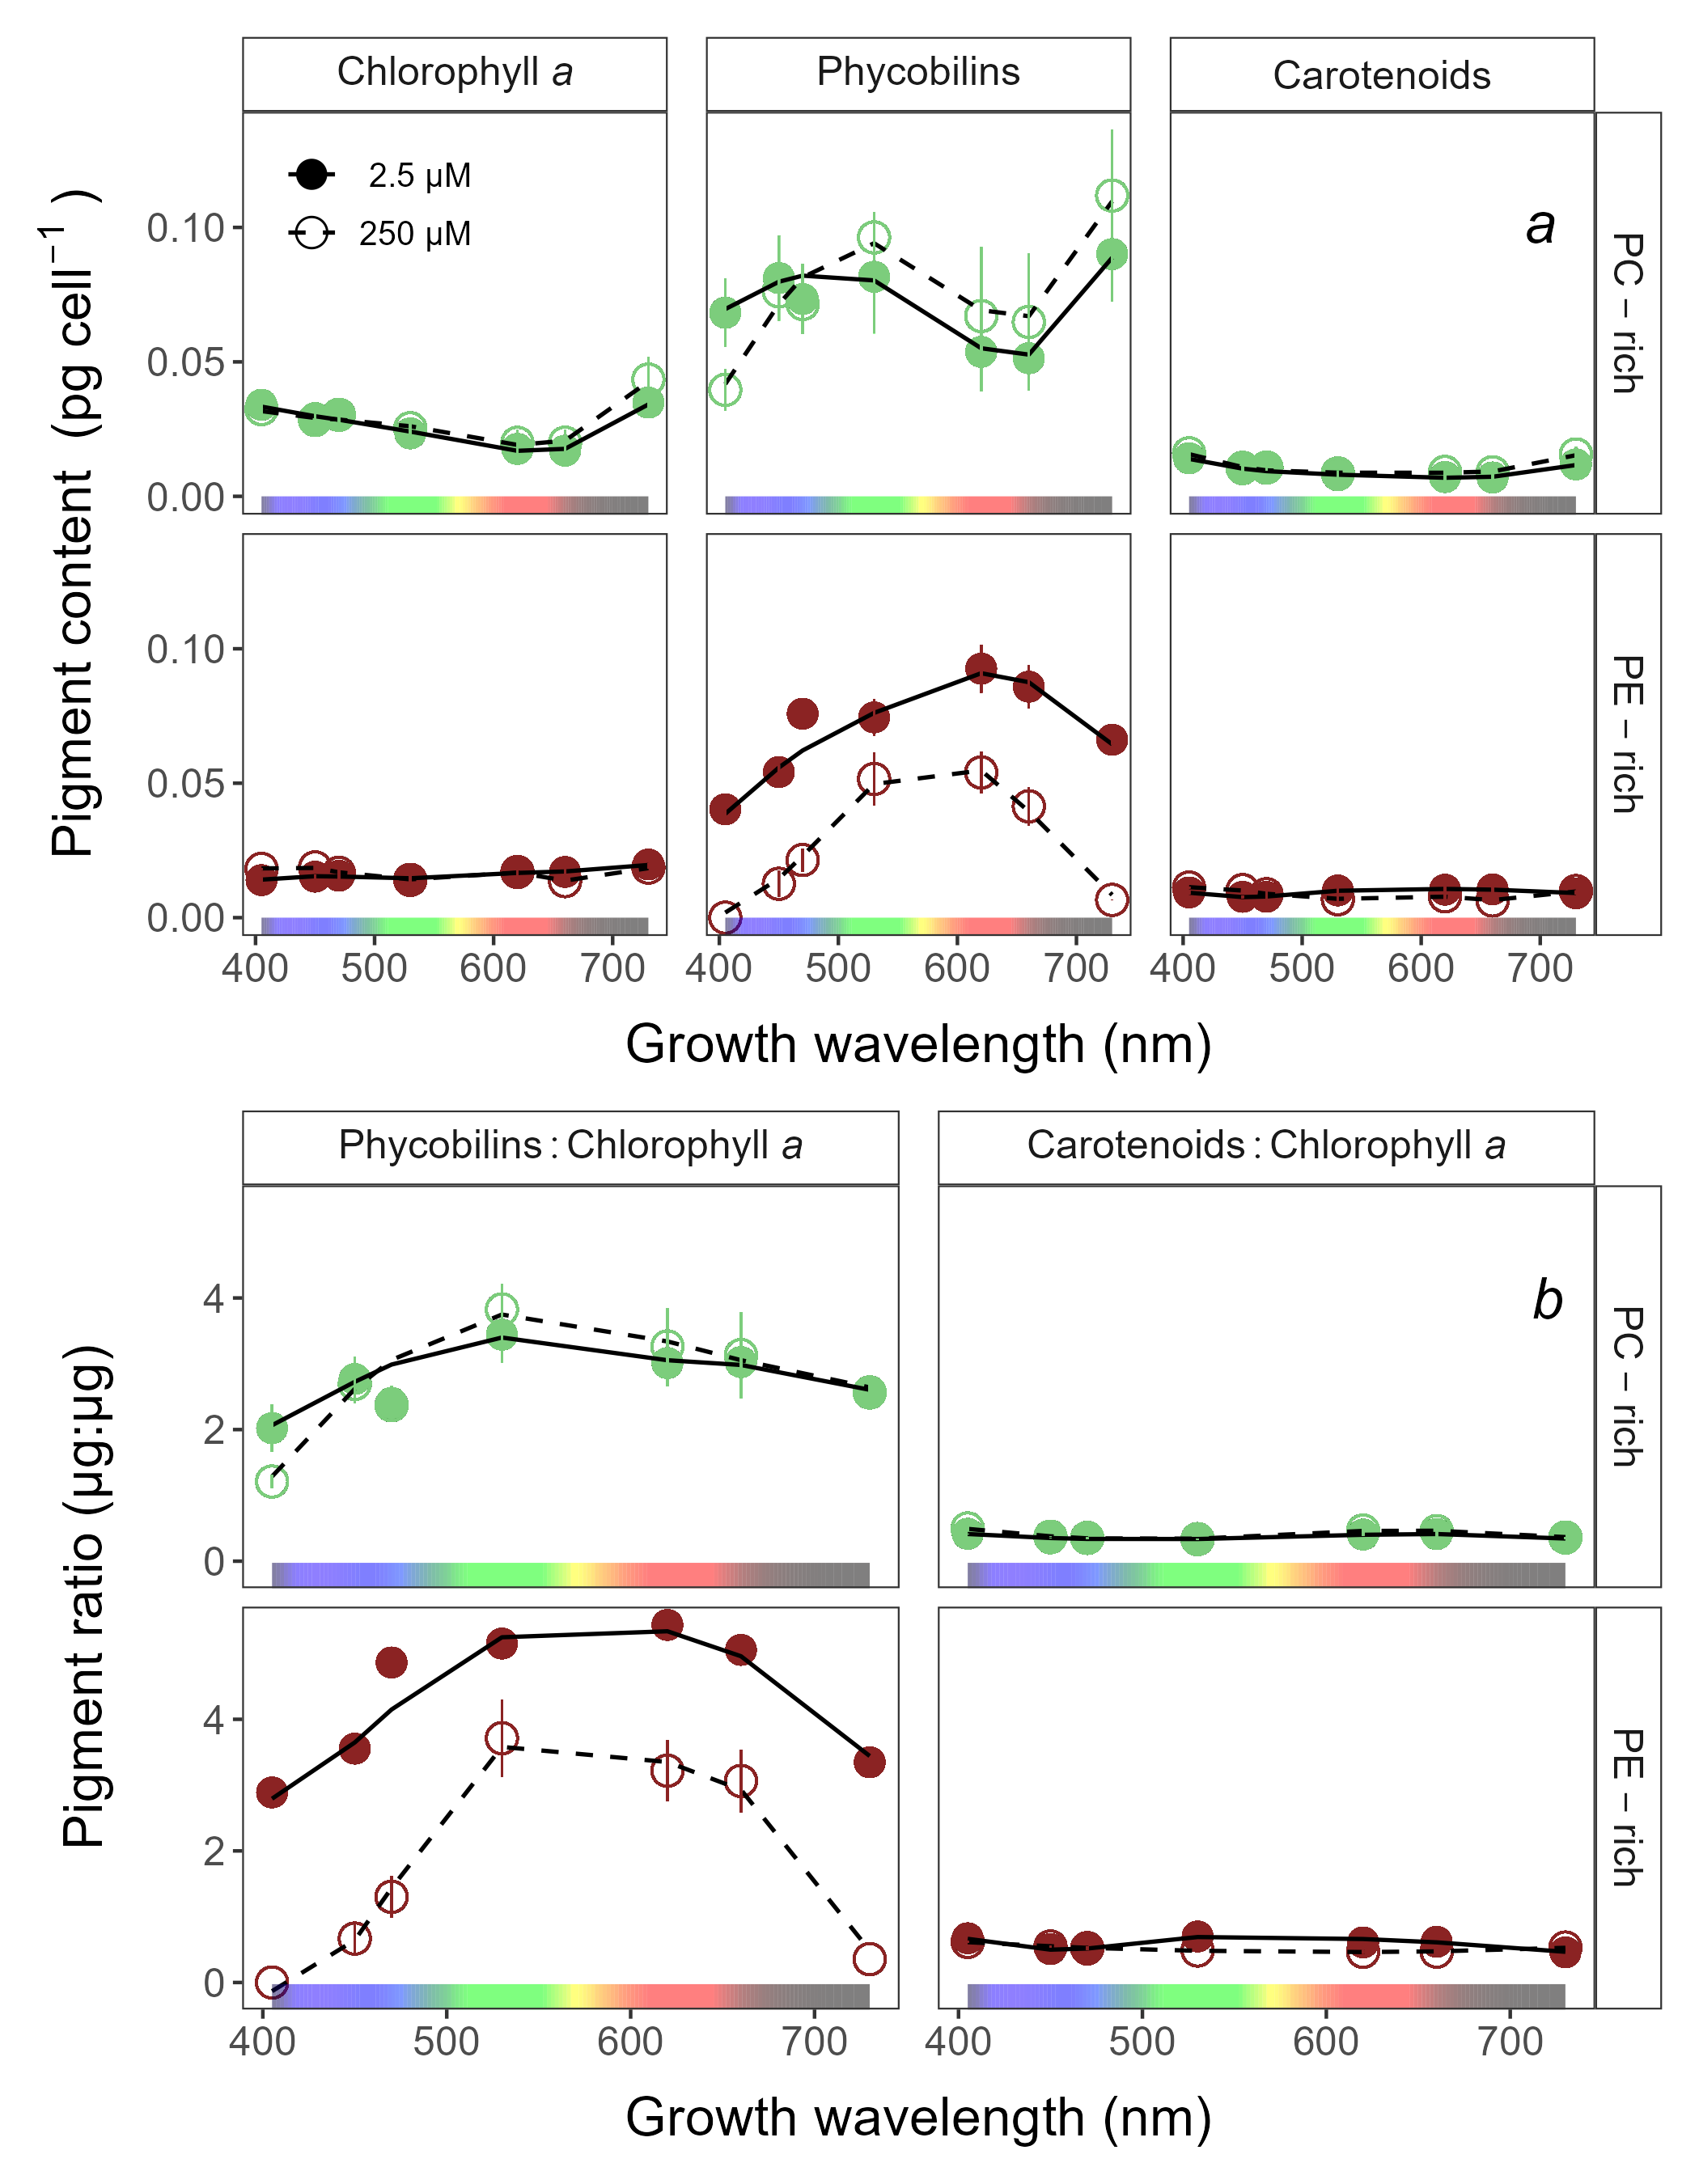 Chlorophyll a
Phycobilins
Carotenoids
2.5 µM
250 µM
a
0.10
0.05
0.00
PC − rich
Pigment content (pg cell−1 )
0.10
0.05
0.00
PE − rich
400 500 600 700 400 500 600 700 400 500 600 700
Growth wavelength (nm)
Phycobilins : Chlorophyll a
Carotenoids : Chlorophyll a
b
4
2
0
PC − rich
Pigment ratio (µg:µg)
4
2
0
PE − rich
400 500 600 700 400 500 600 700
Growth wavelength (nm)